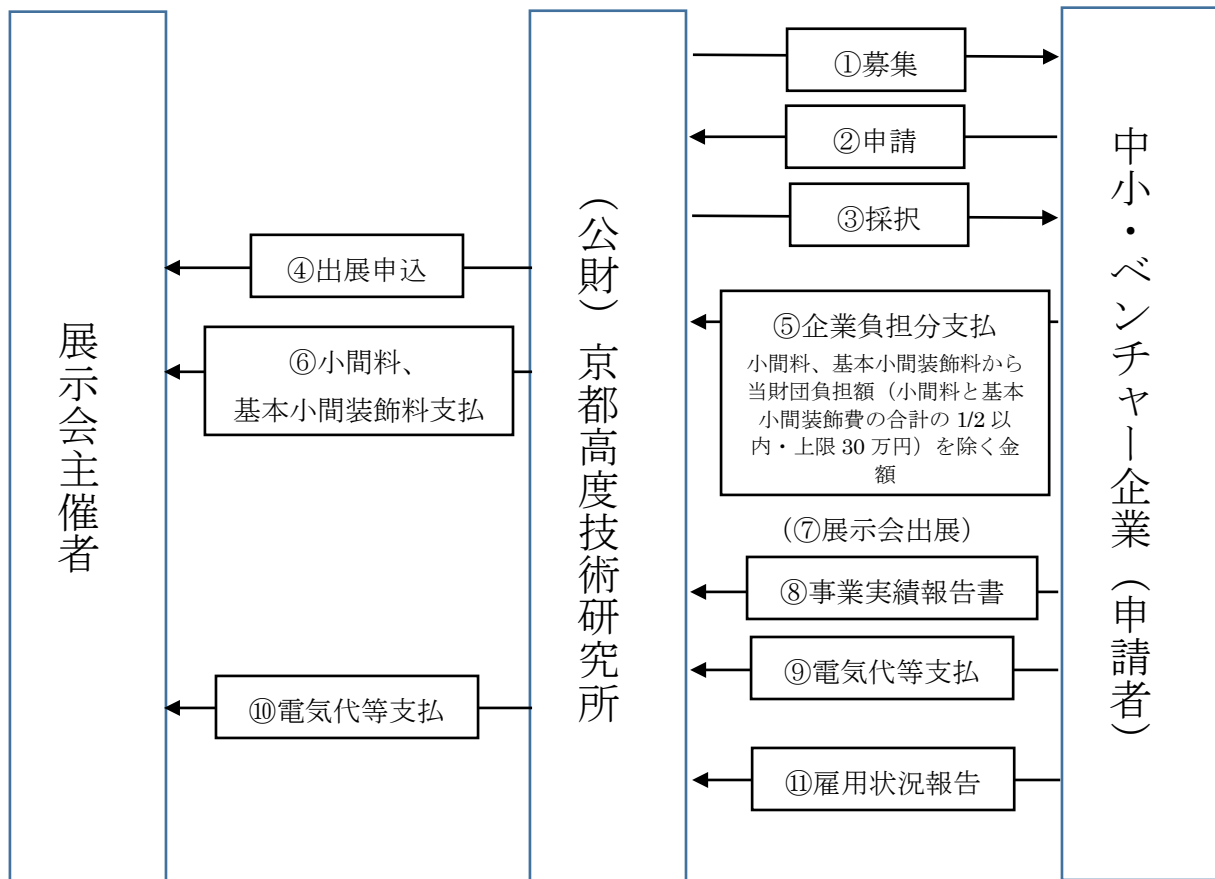 ①募集
②申請
③採択
④出展申込
⑤企業負担分支払
小間料、基本小間装飾料から
当財団負担額（小間料と基本
小間装飾費の合計の 1/2 以
内・上限 30 万円）を除く金
額
⑥小間料、
基本小間装飾料支払
（⑦展示会出展）
⑧事業実績報告書
⑨電気代等支払
⑩電気代等支払
⑪雇用状況報告
展示会主催者
（公財）京都高度技術研究所
中小・ベンチャー企業（申請者）